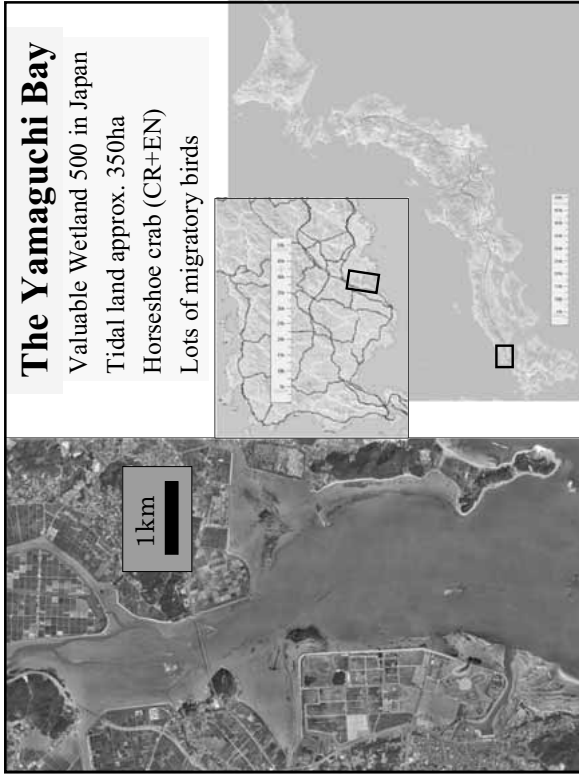 The Yamaguchi Bay
Valuable Wetland 500 in Japan
Tidal land approx. 350ha
Horseshoe crab (CR+EN)
Lots of migratory birds
1km